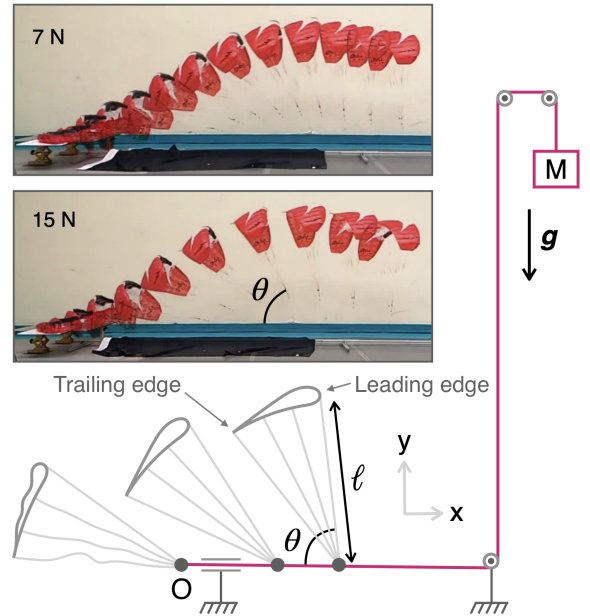 7 N
M
g
15 N
θ
Trailing edge
Leading edge
y
ℓ
x
θ
O